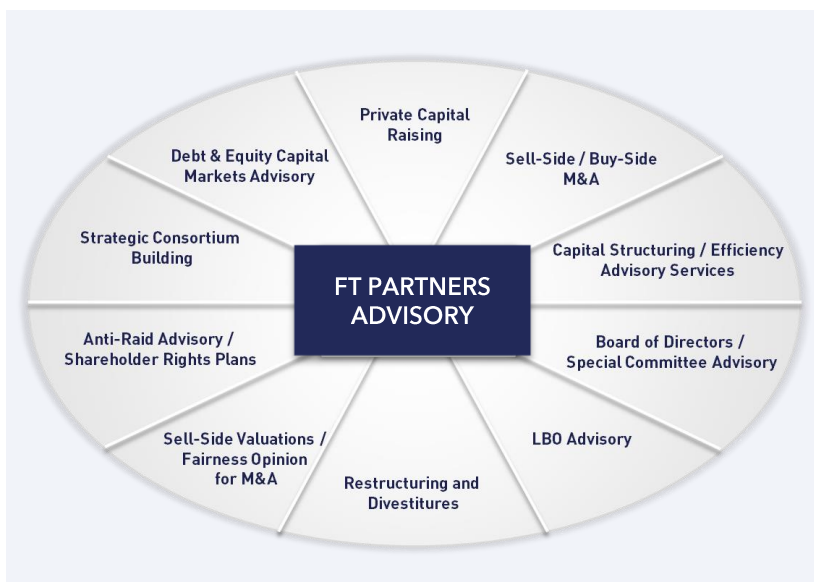 Private Capital
Raising
Sell-Side / Buy-Side
M&A
Capital Structuring / Efficiency
Advisory Services
Board of Directors /
Special Committee Advisory
LBO Advisory
Restructuring and
Divestitures
Sell-Side Valuations /
Fairness Opinion
for M&A
Anti-Raid Advisory /
Shareholder Rights Plans
Strategic Consortium
Building
Debt & Equity Capital
Markets Advisory
FT PARTNERS
ADVISORY